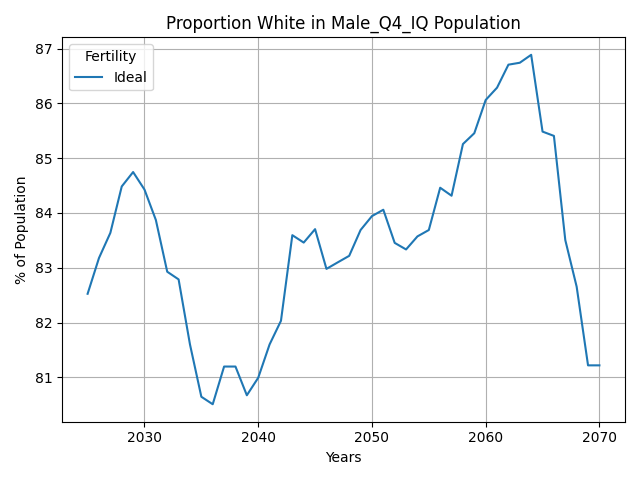 Proportion White in Male_Q4_IQ Population
Fertility
Ideal
87
86
85
84
83
82
81
% of Population
2030
2040
2050
2060
2070
Years